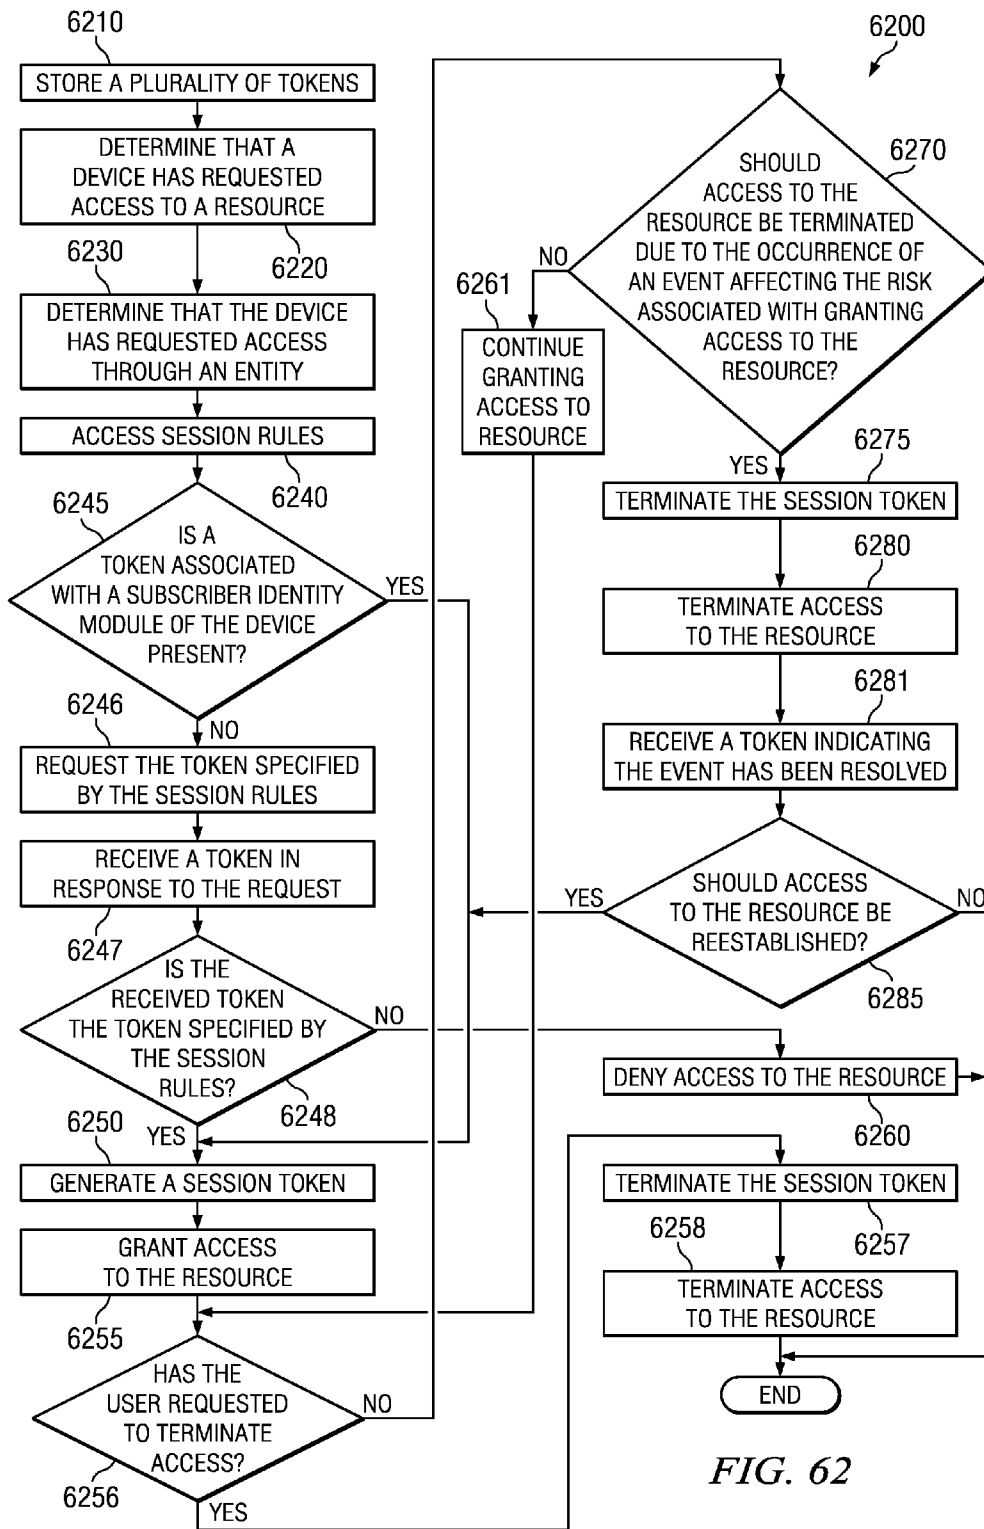 6210
STORE A PLURALITY OF TOKENS
DETERMINE THAT A
DEVICE HAS REQUESTED
ACCESS TO A RESOURCE
6220
6230
DETERMINE THAT THE DEVICE
HAS REQUESTED ACCESS
THROUGH AN ENTITY
ACCESS SESSION RULES
6240
6245
IS A
TOKEN ASSOCIATED
WITH A SUBSCRIBER IDENTITY
MODULE OF THE DEVICE
PRESENT?
YES
NO
6246
REQUEST THE TOKEN SPECIFIED
BY THE SESSION RULES
RECEIVE A TOKEN IN
RESPONSE TO THE REQUEST
6247
IS THE
RECEIVED TOKEN
THE TOKEN SPECIFIED BY
THE SESSION
RULES?
NO
6248
YES
6250
GENERATE A SESSION TOKEN
GRANT ACCESS
TO THE RESOURCE
6255
HAS THE
USER REQUESTED
TO TERMINATE
ACCESS?
NO
6256
YES
6200
6270
SHOULD
ACCESS TO THE
RESOURCE BE TERMINATED
DUE TO THE OCCURRENCE OF
AN EVENT AFFECTING THE RISK
ASSOCIATED WITH GRANTING
ACCESS TO THE
RESOURCE?
NO
6261
CONTINUE
GRANTING
ACCESS TO
RESOURCE
YES
6275
TERMINATE THE SESSION TOKEN
6280
TERMINATE ACCESS
TO THE RESOURCE
6281
RECEIVE A TOKEN INDICATING
THE EVENT HAS BEEN RESOLVED
YES
SHOULD ACCESS
TO THE RESOURCE BE
REESTABLISHED?
NO
6285
DENY ACCESS TO THE RESOURCE
6260
TERMINATE THE SESSION TOKEN
6257
6258
TERMINATE ACCESS
TO THE RESOURCE
END
FIG. 62